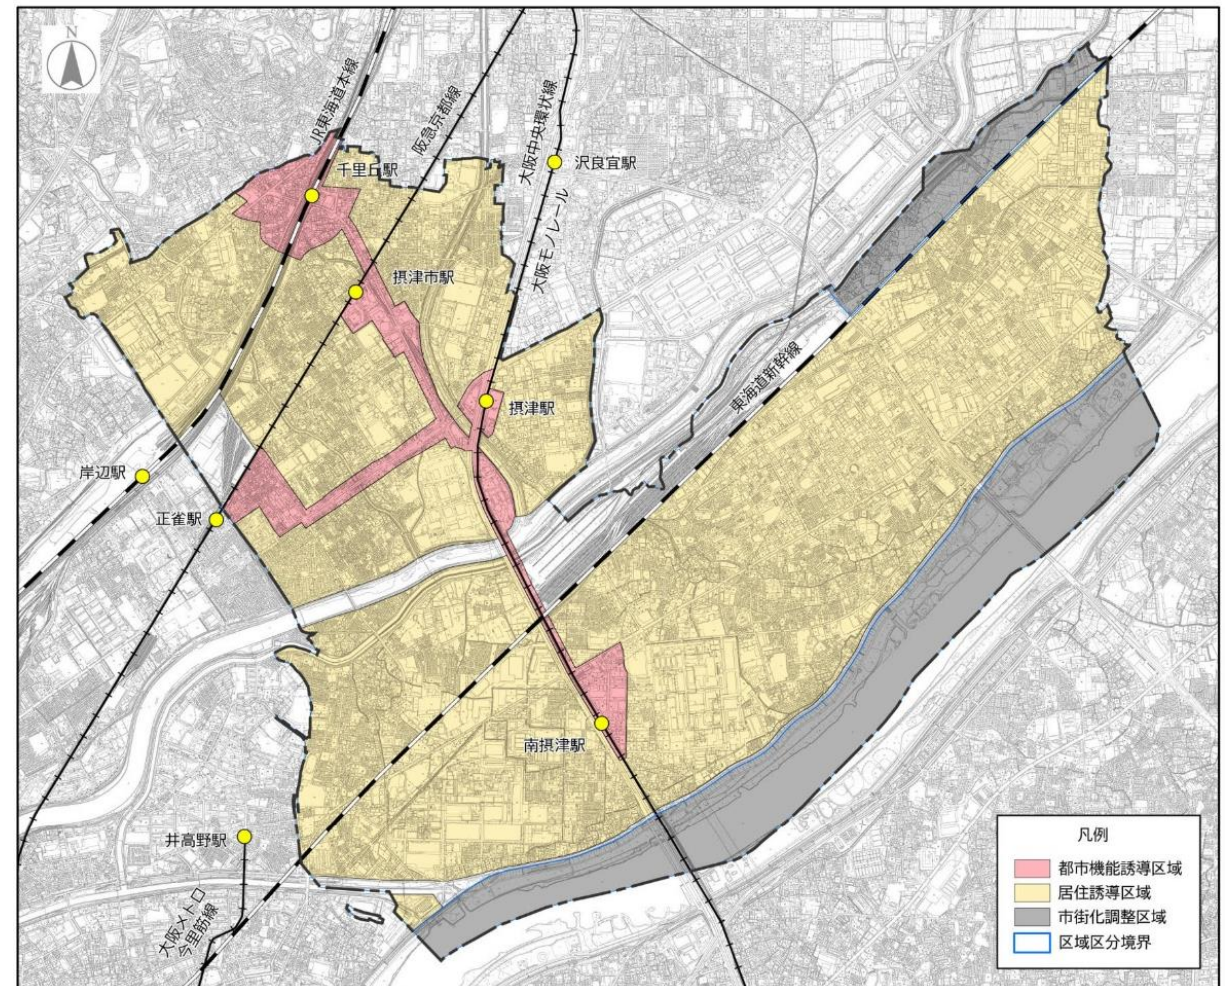 N
JR東海道本線
阪急京都線
大阪中央環状線
千里丘駅
沢良宜駅
大阪モノレール
摂津市駅
東海道新幹線
摂津駅
岸辺駅
正雀駅
南摂津駅
井高野駅
大阪メトロ
今里筋線
凡例
都市機能誘導区域
居住誘導区域
市街化調整区域
区域区分境界